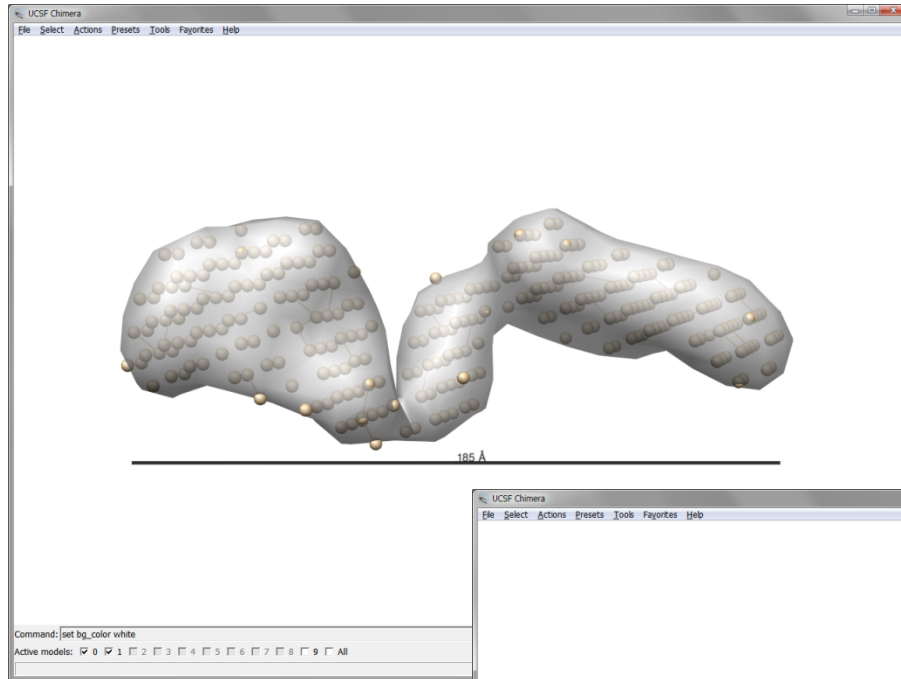 UCSF Chimera
File Select Actions Presets Tools Favorites Help
185 Å
UCSF Chimera
File Select Actions Presets Tools Favorites Help
Command: set bg_color white
Active models: 0 1 2 3 4 5 6 7 8 9 All